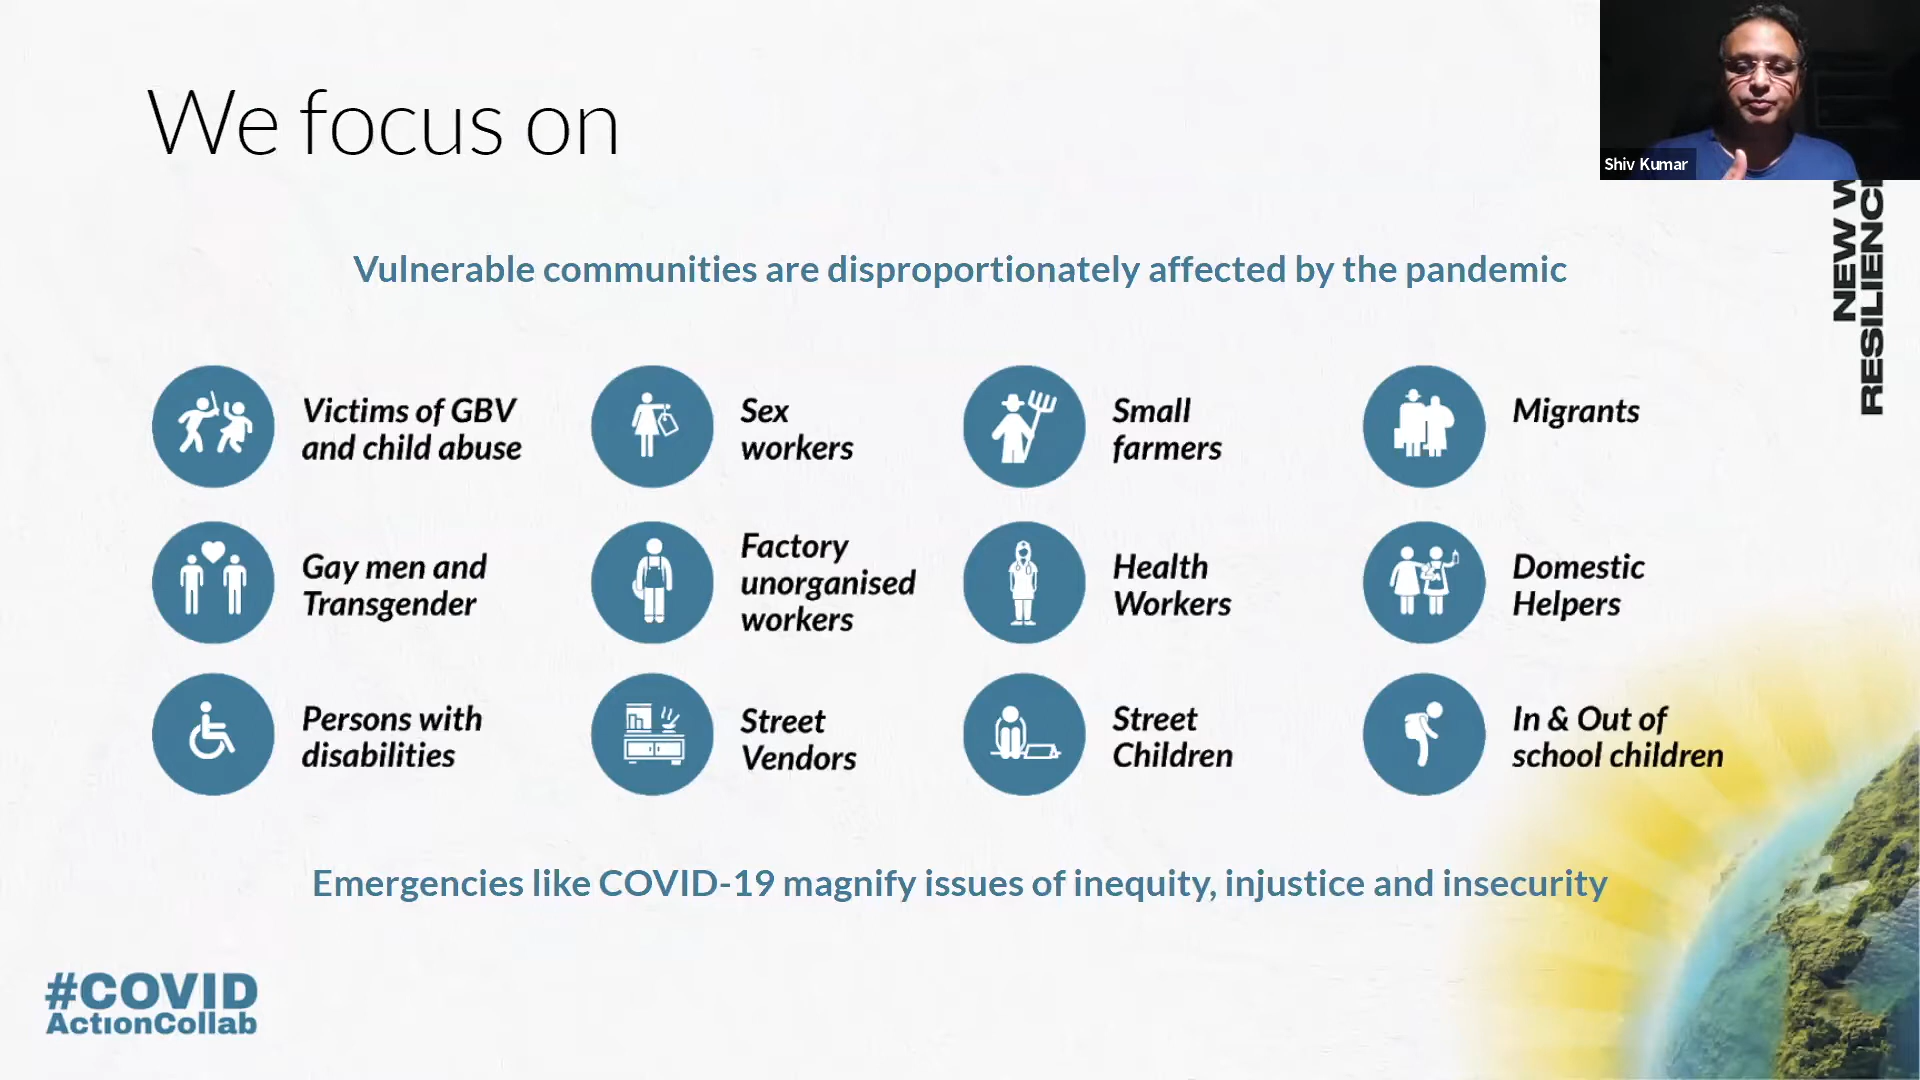 We focus on
Shiv Kumar
NEW W
RESILIENC
Vulnerable communities are disproportionately affected by the pandemic
Victims of GBV
and child abuse
Sex
workers
Small
farmers
Migrants
Gay men and
Transgender
Factory
unorganised
workers
Health
Workers
Domestic
Helpers
Persons with
disabilities
Street
Vendors
Street
Children
In & Out of
school children
Emergencies like COVID-19 magnify issues of inequity, injustice and insecurity
#COVID
ActionCollab